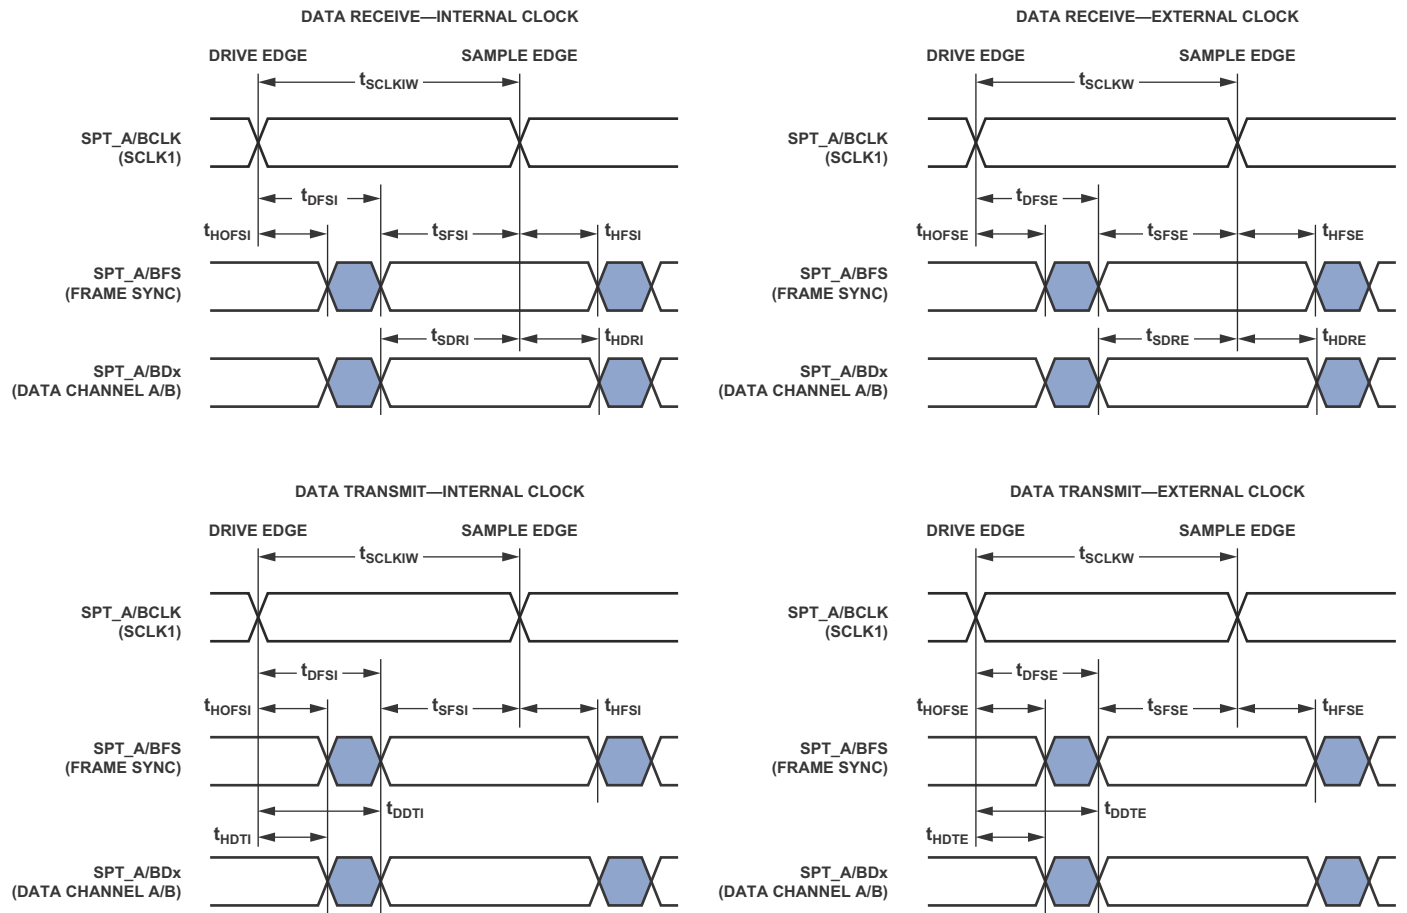 DATA RECEIVE—INTERNAL CLOCK
DRIVE EDGE
SAMPLE EDGE
tSCLKIW
SPT_A/BCLK
(SCLK1)
tDFSI
tHOFSI
tSFSI
tHFSI
SPT_A/BFS
(FRAME SYNC)
tSDRI
tHDRI
SPT_A/BDx
(DATA CHANNEL A/B)
DATA RECEIVE—EXTERNAL CLOCK
DRIVE EDGE
SAMPLE EDGE
tSCLKW
SPT_A/BCLK
(SCLK1)
tDFSE
tHOFSE
tSFSE
tHFSE
SPT_A/BFS
(FRAME SYNC)
tSDRE
tHDRE
SPT_A/BDx
(DATA CHANNEL A/B)
DATA TRANSMIT—INTERNAL CLOCK
DRIVE EDGE
SAMPLE EDGE
tSCLKIW
SPT_A/BCLK
(SCLK1)
tDFSI
tHOFSI
tSFSI
tHFSI
SPT_A/BFS
(FRAME SYNC)
tDDTI
tHDTI
SPT_A/BDx
(DATA CHANNEL A/B)
DATA TRANSMIT—EXTERNAL CLOCK
DRIVE EDGE
SAMPLE EDGE
tSCLKW
SPT_A/BCLK
(SCLK1)
tDFSE
tHOFSE
tSFSE
tHFSE
SPT_A/BFS
(FRAME SYNC)
tDDTE
tHDTE
SPT_A/BDx
(DATA CHANNEL A/B)